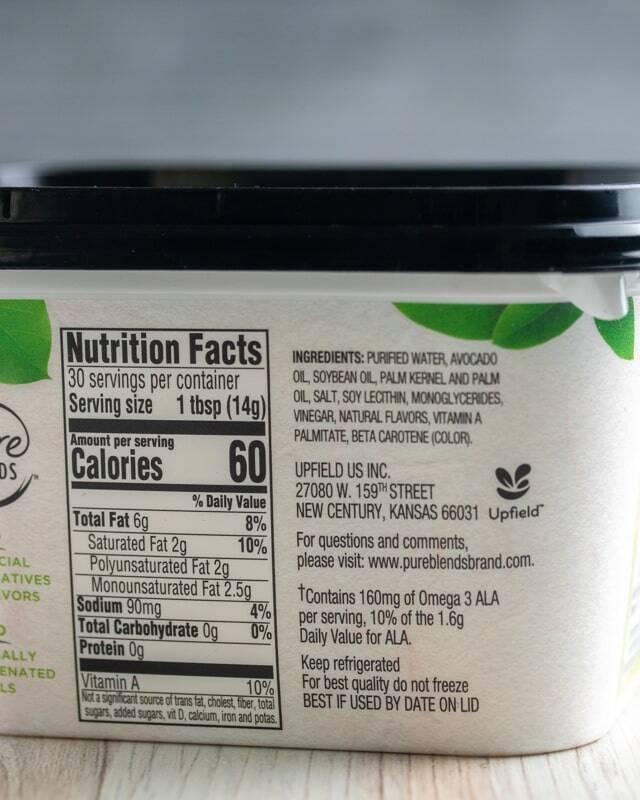 re
DS
™
CIAL
ATIVES
VORS
ALLY
ENATED
LS
Nutrition Facts
30 servings per container
Serving size 1 tbsp (14g)
Amount per serving
Calories 60
% Daily Value
Total Fat 6g 8%
Saturated Fat 2g 10%
Polyunsaturated Fat 2g
Monounsaturated Fat 2.5g
Sodium 90mg 4%
Total Carbohydrate 0g 0%
Protein 0g
Vitamin A 10%
Not a significant source of trans fat, cholest, fiber, total
sugars, added sugars, vit D, calcium, iron and potas.
INGREDIENTS: PURIFIED WATER, AVOCADO
OIL, SOYBEAN OIL, PALM KERNEL AND PALM
OIL, SALT, SOY LECITHIN, MONOGLYCERIDES,
VINEGAR, NATURAL FLAVORS, VITAMIN A
PALMITATE, BETA CAROTENE (COLOR).
UPFIELD US INC.
27080 W. 159TH STREET
NEW CENTURY, KANSAS 66031
Upfield™
For questions and comments,
please visit: www.pureblendsbrand.com.
†Contains 160mg of Omega 3 ALA
per serving, 10% of the 1.6g
Daily Value for ALA.
Keep refrigerated
For best quality do not freeze
BEST IF USED BY DATE ON LID